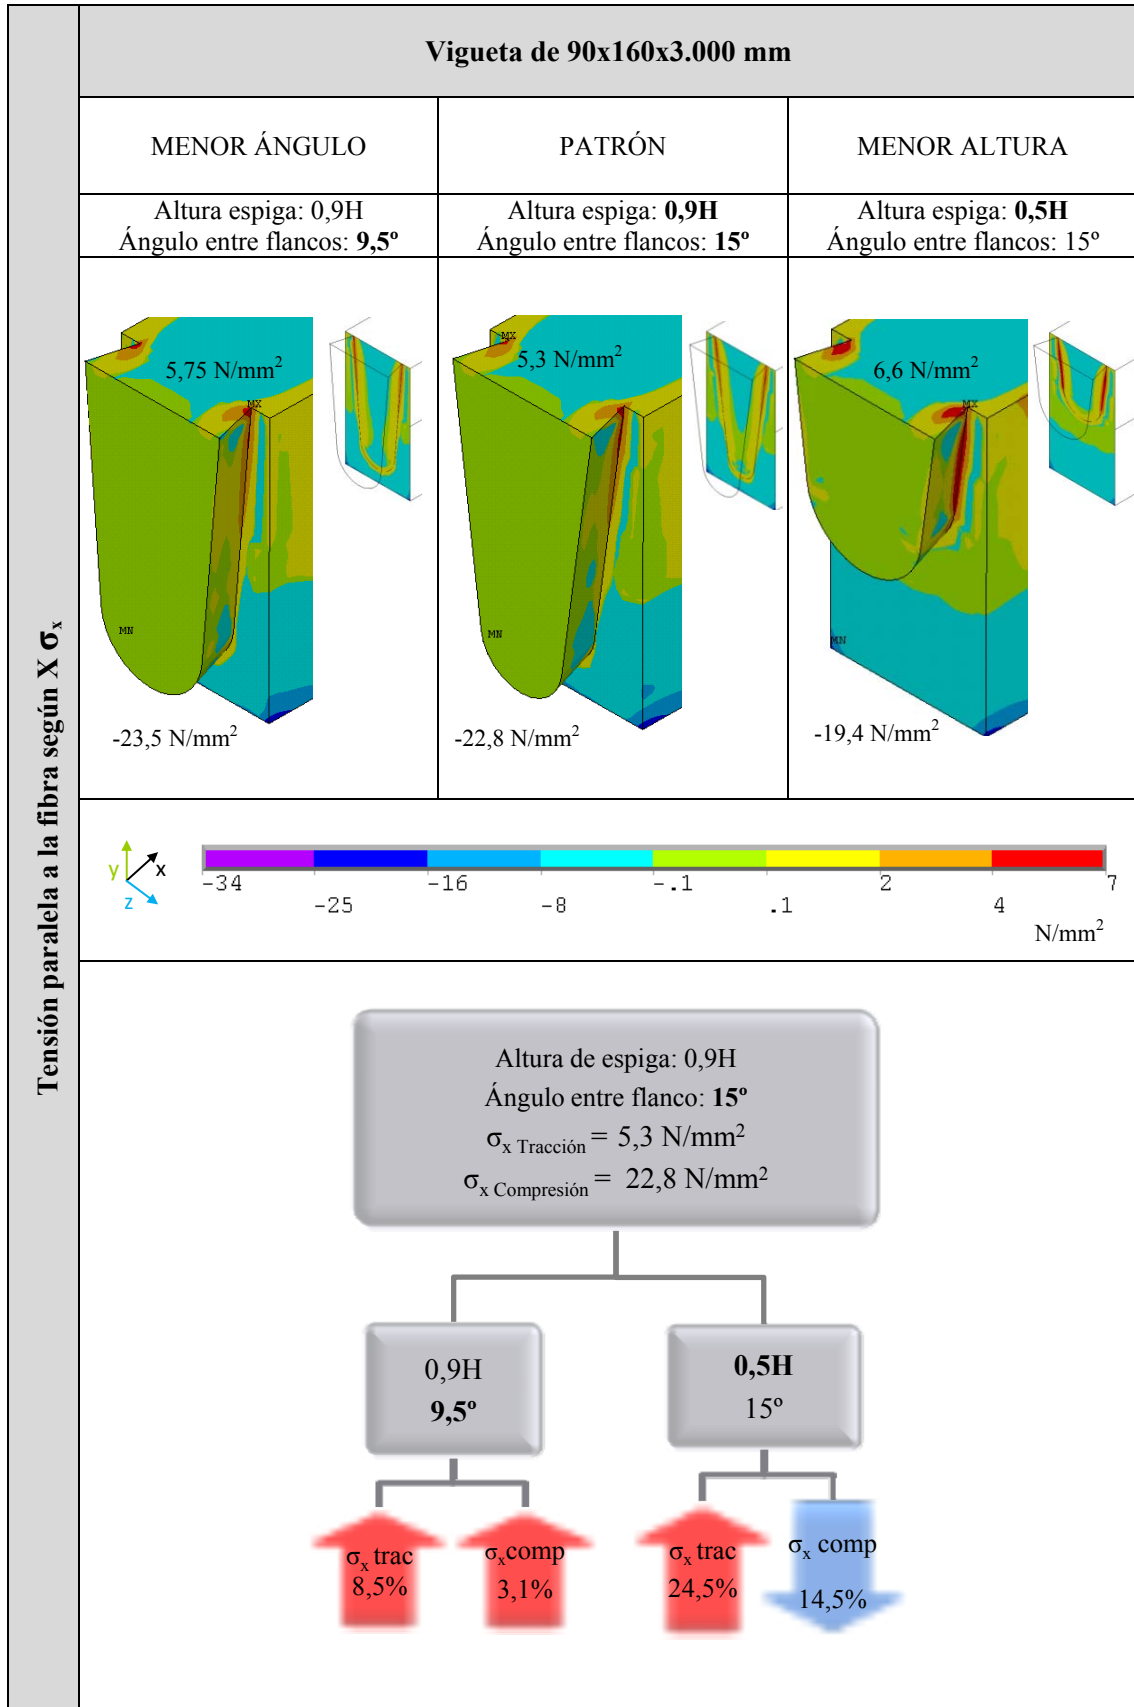 Vigueta de 90x160x3.000 mm
MENOR ÁNGULO
PATRÓN
MENOR ALTURA
Altura espiga: 0,9H
Ángulo entre flancos: 9,5º
Altura espiga: 0,9H
Ángulo entre flancos: 15º
Altura espiga: 0,5H
Ángulo entre flancos: 15º
Tensión paralela a la fibra según X σx
5,75 N/mm²
MX
MN
-23,5 N/mm²
MX
5,3 N/mm²
MN
-22,8 N/mm²
6,6 N/mm²
MX
MN
-19,4 N/mm²
y x
z
-34 -16 -.1 2 7
-25 -8 .1 4
N/mm²
Altura de espiga: 0,9H
Ángulo entre flanco: 15º
σx Tracción = 5,3 N/mm²
σx Compresión = 22,8 N/mm²
0,9H
9,5º
0,5H
15º
σx trac
8,5%
σx comp
3,1%
σx trac
24,5%
σx comp
14,5%